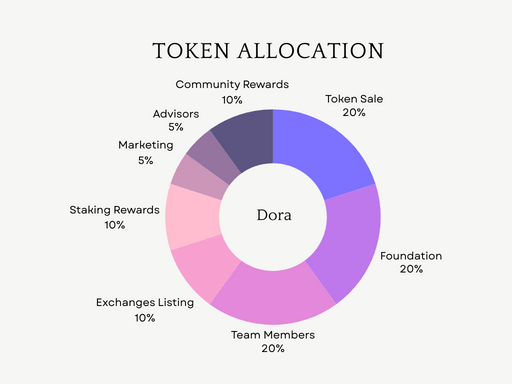 TOKEN ALLOCATION
Community Rewards
10%
Token Sale
20%
Advisors
5%
Marketing
5%
Staking Rewards
10%
Dora
Foundation
20%
Exchanges Listing
10%
Team Members
20%